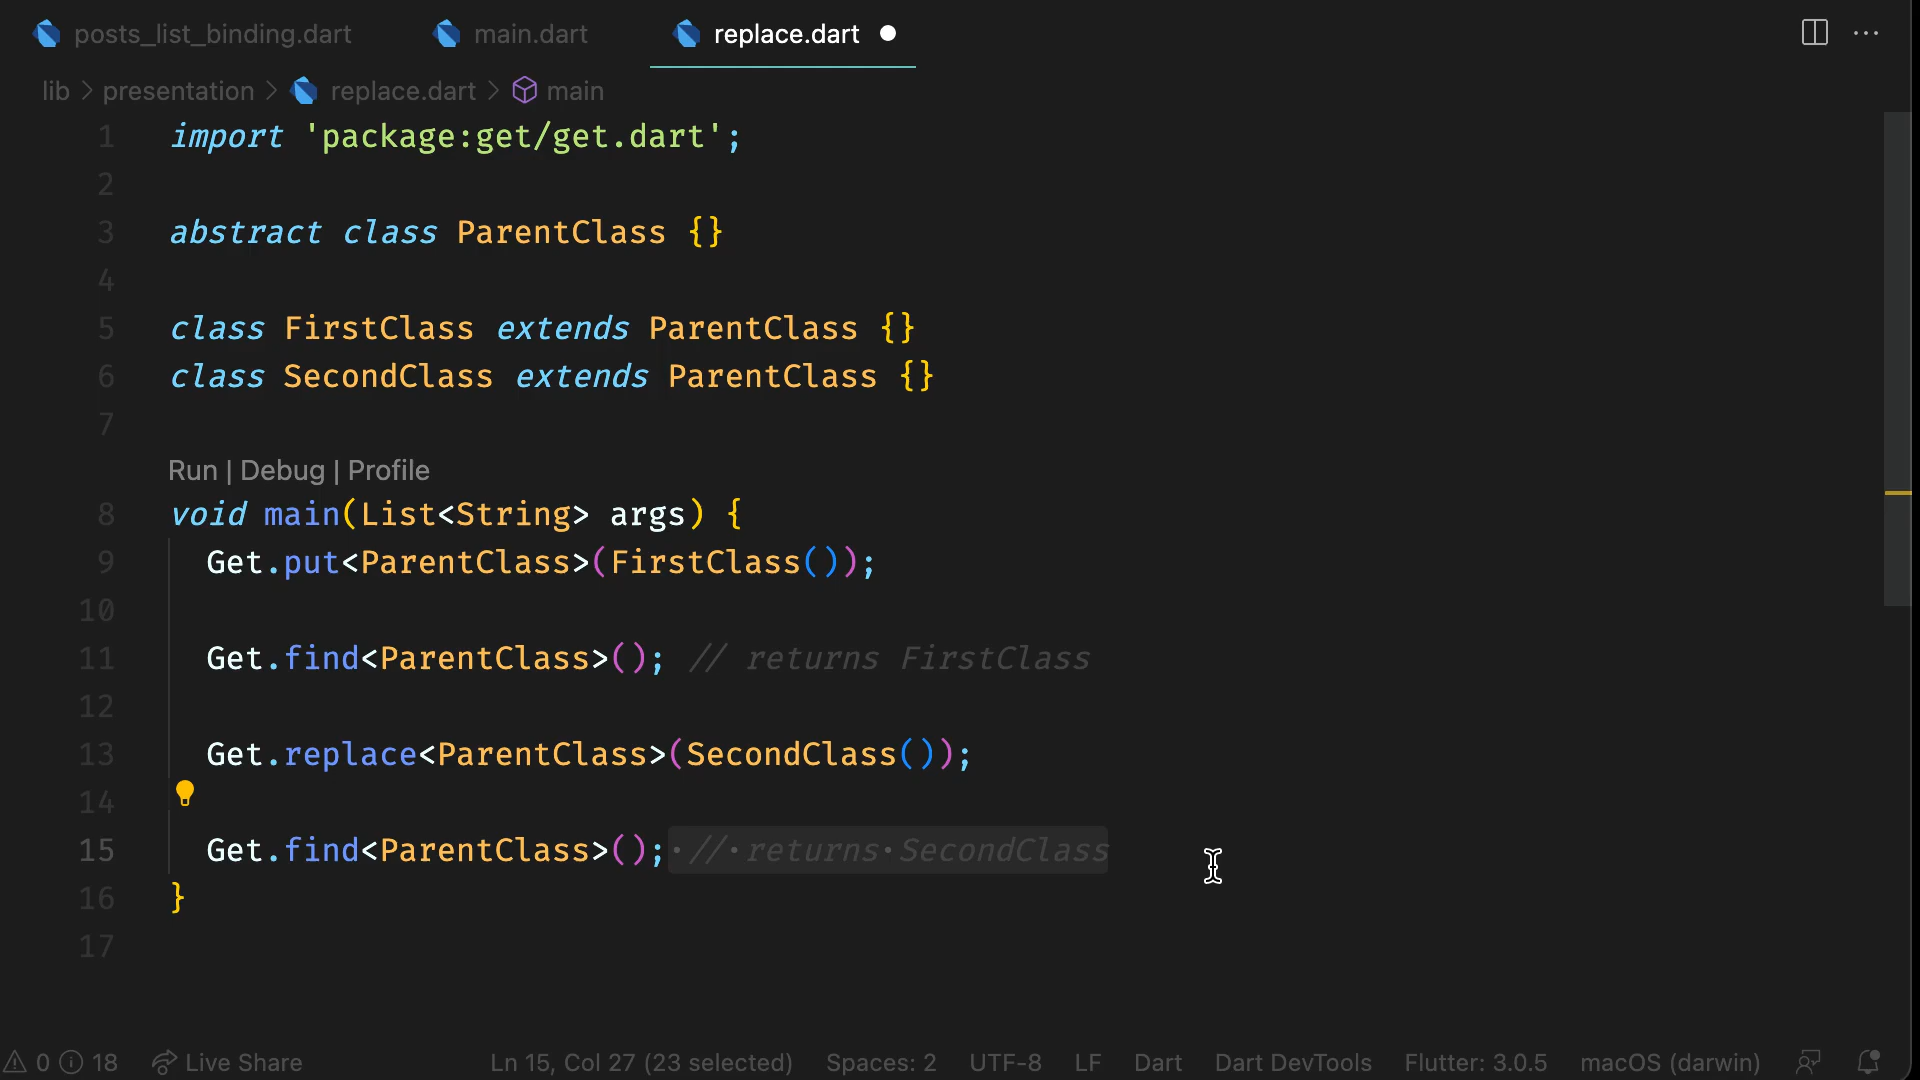 posts_list_binding.dart main.dart replace.dart
lib > presentation > replace.dart > main
1 import 'package:get/get.dart';
2
3 abstract class ParentClass {}
4
5 class FirstClass extends ParentClass {}
6 class SecondClass extends ParentClass {}
7
Run | Debug | Profile
8 void main(List<String> args) {
9 Get.put<ParentClass>(FirstClass());
10
11 Get.find<ParentClass>(); // returns FirstClass
12
13 Get.replace<ParentClass>(SecondClass());
14
15 Get.find<ParentClass>(); // returns SecondClass
16 }
17
0 18 Live Share Ln 15, Col 27 (23 selected) Spaces: 2 UTF-8 LF Dart Dart DevTools Flutter: 3.0.5 macOS (darwin)